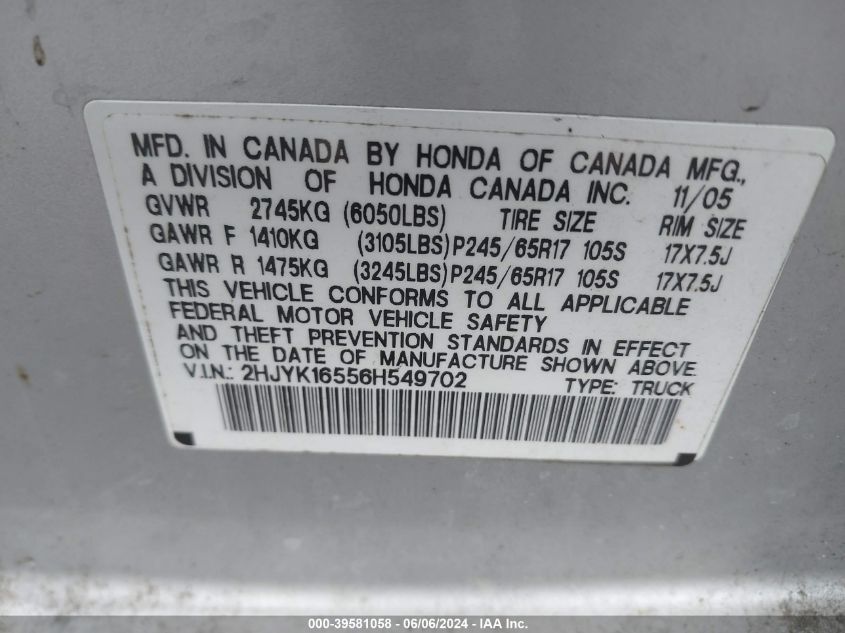 MFD. IN CANADA BY HONDA OF CANADA MFG.,
A DIVISION OF HONDA CANADA INC. 11/05
GVWR 2745KG (6050LBS) TIRE SIZE RIM SIZE
GAWR F 1410KG (3105LBS) P245/65R17 105S 17X7.5J
GAWR R 1475KG (3245LBS) P245/65R17 105S 17X7.5J
THIS VEHICLE CONFORMS TO ALL APPLICABLE
FEDERAL MOTOR VEHICLE SAFETY
AND THEFT PREVENTION STANDARDS IN EFFECT
ON THE DATE OF MANUFACTURE SHOWN ABOVE
V.I.N.: 2HJYK16556H549702 TYPE: TRUCK
000-39581058 - 06/06/2024 - IAA Inc.